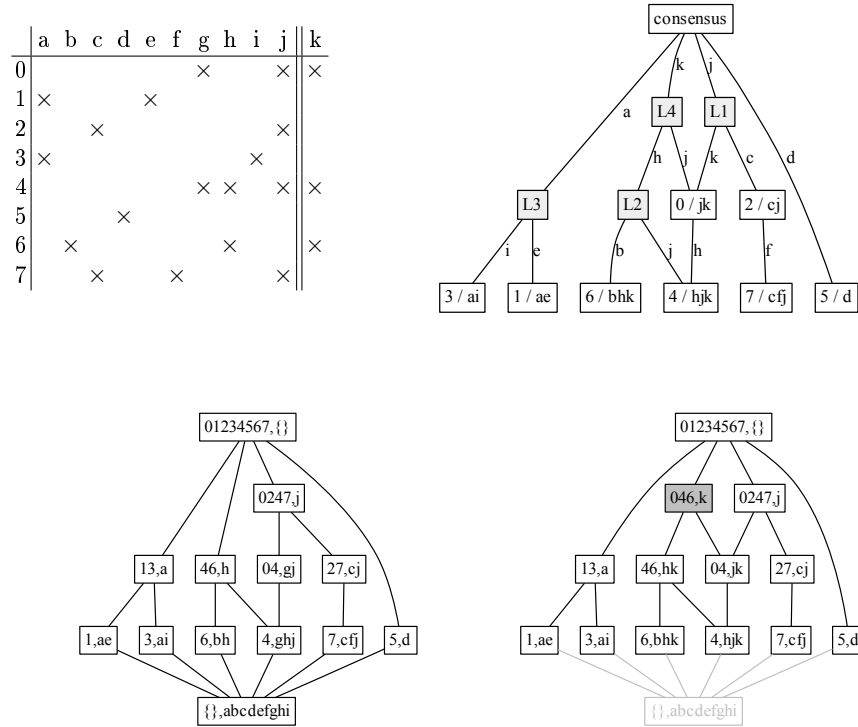 a b c d e f g h i j k
0 × × ×
1 × ×
2 × ×
3 × ×
4 × × × ×
5 ×
6 × × ×
7 × × ×
consensus
k j
a
L4 L1
h j k c d
L3 L2 0 / jk 2 / cj
i e b j h f
3 / ai 1 / ae 6 / bhk 4 / hjk 7 / cfj 5 / d
01234567,{}
0247,j
13,a 46,h 04,gj 27,cj
1,ae 3,ai 6,bh 4,ghj 7,cfj 5,d
{},abcdefghi
01234567,{}
046,k 0247,j
13,a 46,hk 04,jk 27,cj
1,ae 3,ai 6,bhk 4,hjk 7,cfj 5,d
{},abcdefghi